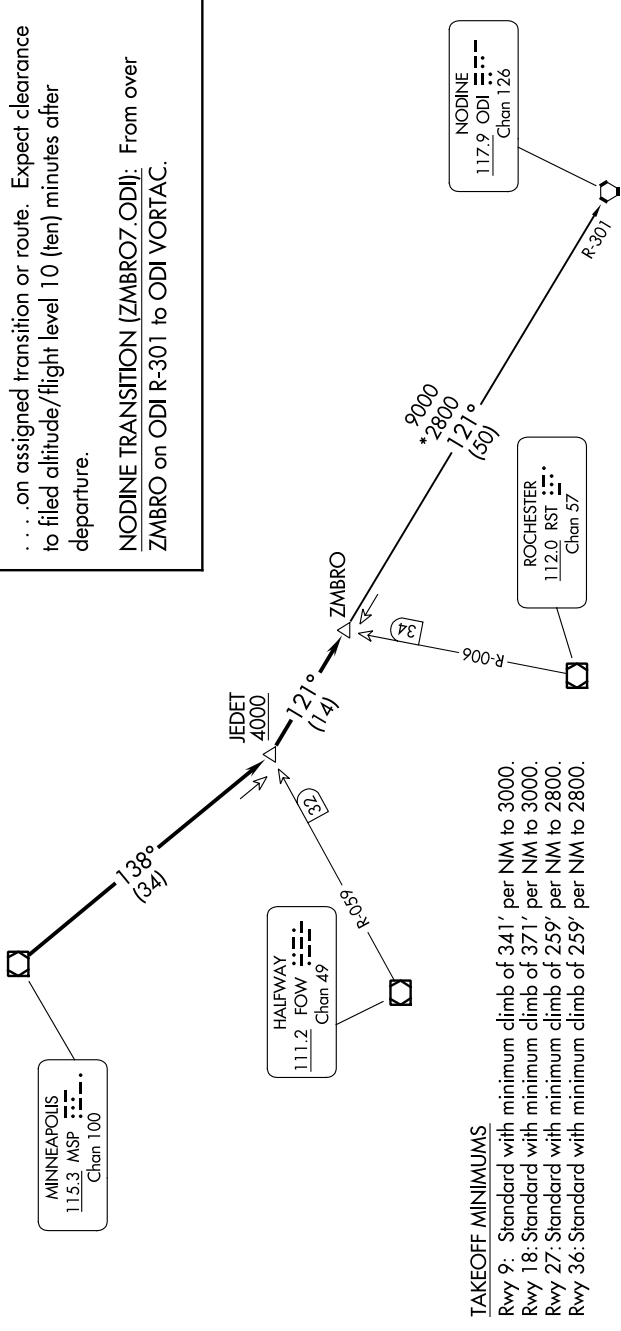 . . . .on assigned transition or route.  Expect clearance
to filed altitude/flight level 10 (ten) minutes after
departure.
NODINE TRANSITION (ZMBRO7.ODI):  From over
ZMBRO on ODI R-301 to ODI VORTAC.
MINNEAPOLIS
115.3 MSP
Chan 100
138°
(34)
JEDET
4000
121°
(14)
ZMBRO
HALFWAY
111.2 FOW
Chan 49
R-059
32
9000
*2800
121°
(50)
NODINE
117.9 ODI
Chan 126
R-301
34
R-006
ROCHESTER
112.0 RST
Chan 57
TAKEOFF MINIMUMS
Rwy 9:  Standard with minimum climb of 341' per NM to 3000.
Rwy 18: Standard with minimum climb of 371' per NM to 3000.
Rwy 27: Standard with minimum climb of 259' per NM to 2800.
Rwy 36: Standard with minimum climb of 259' per NM to 2800.